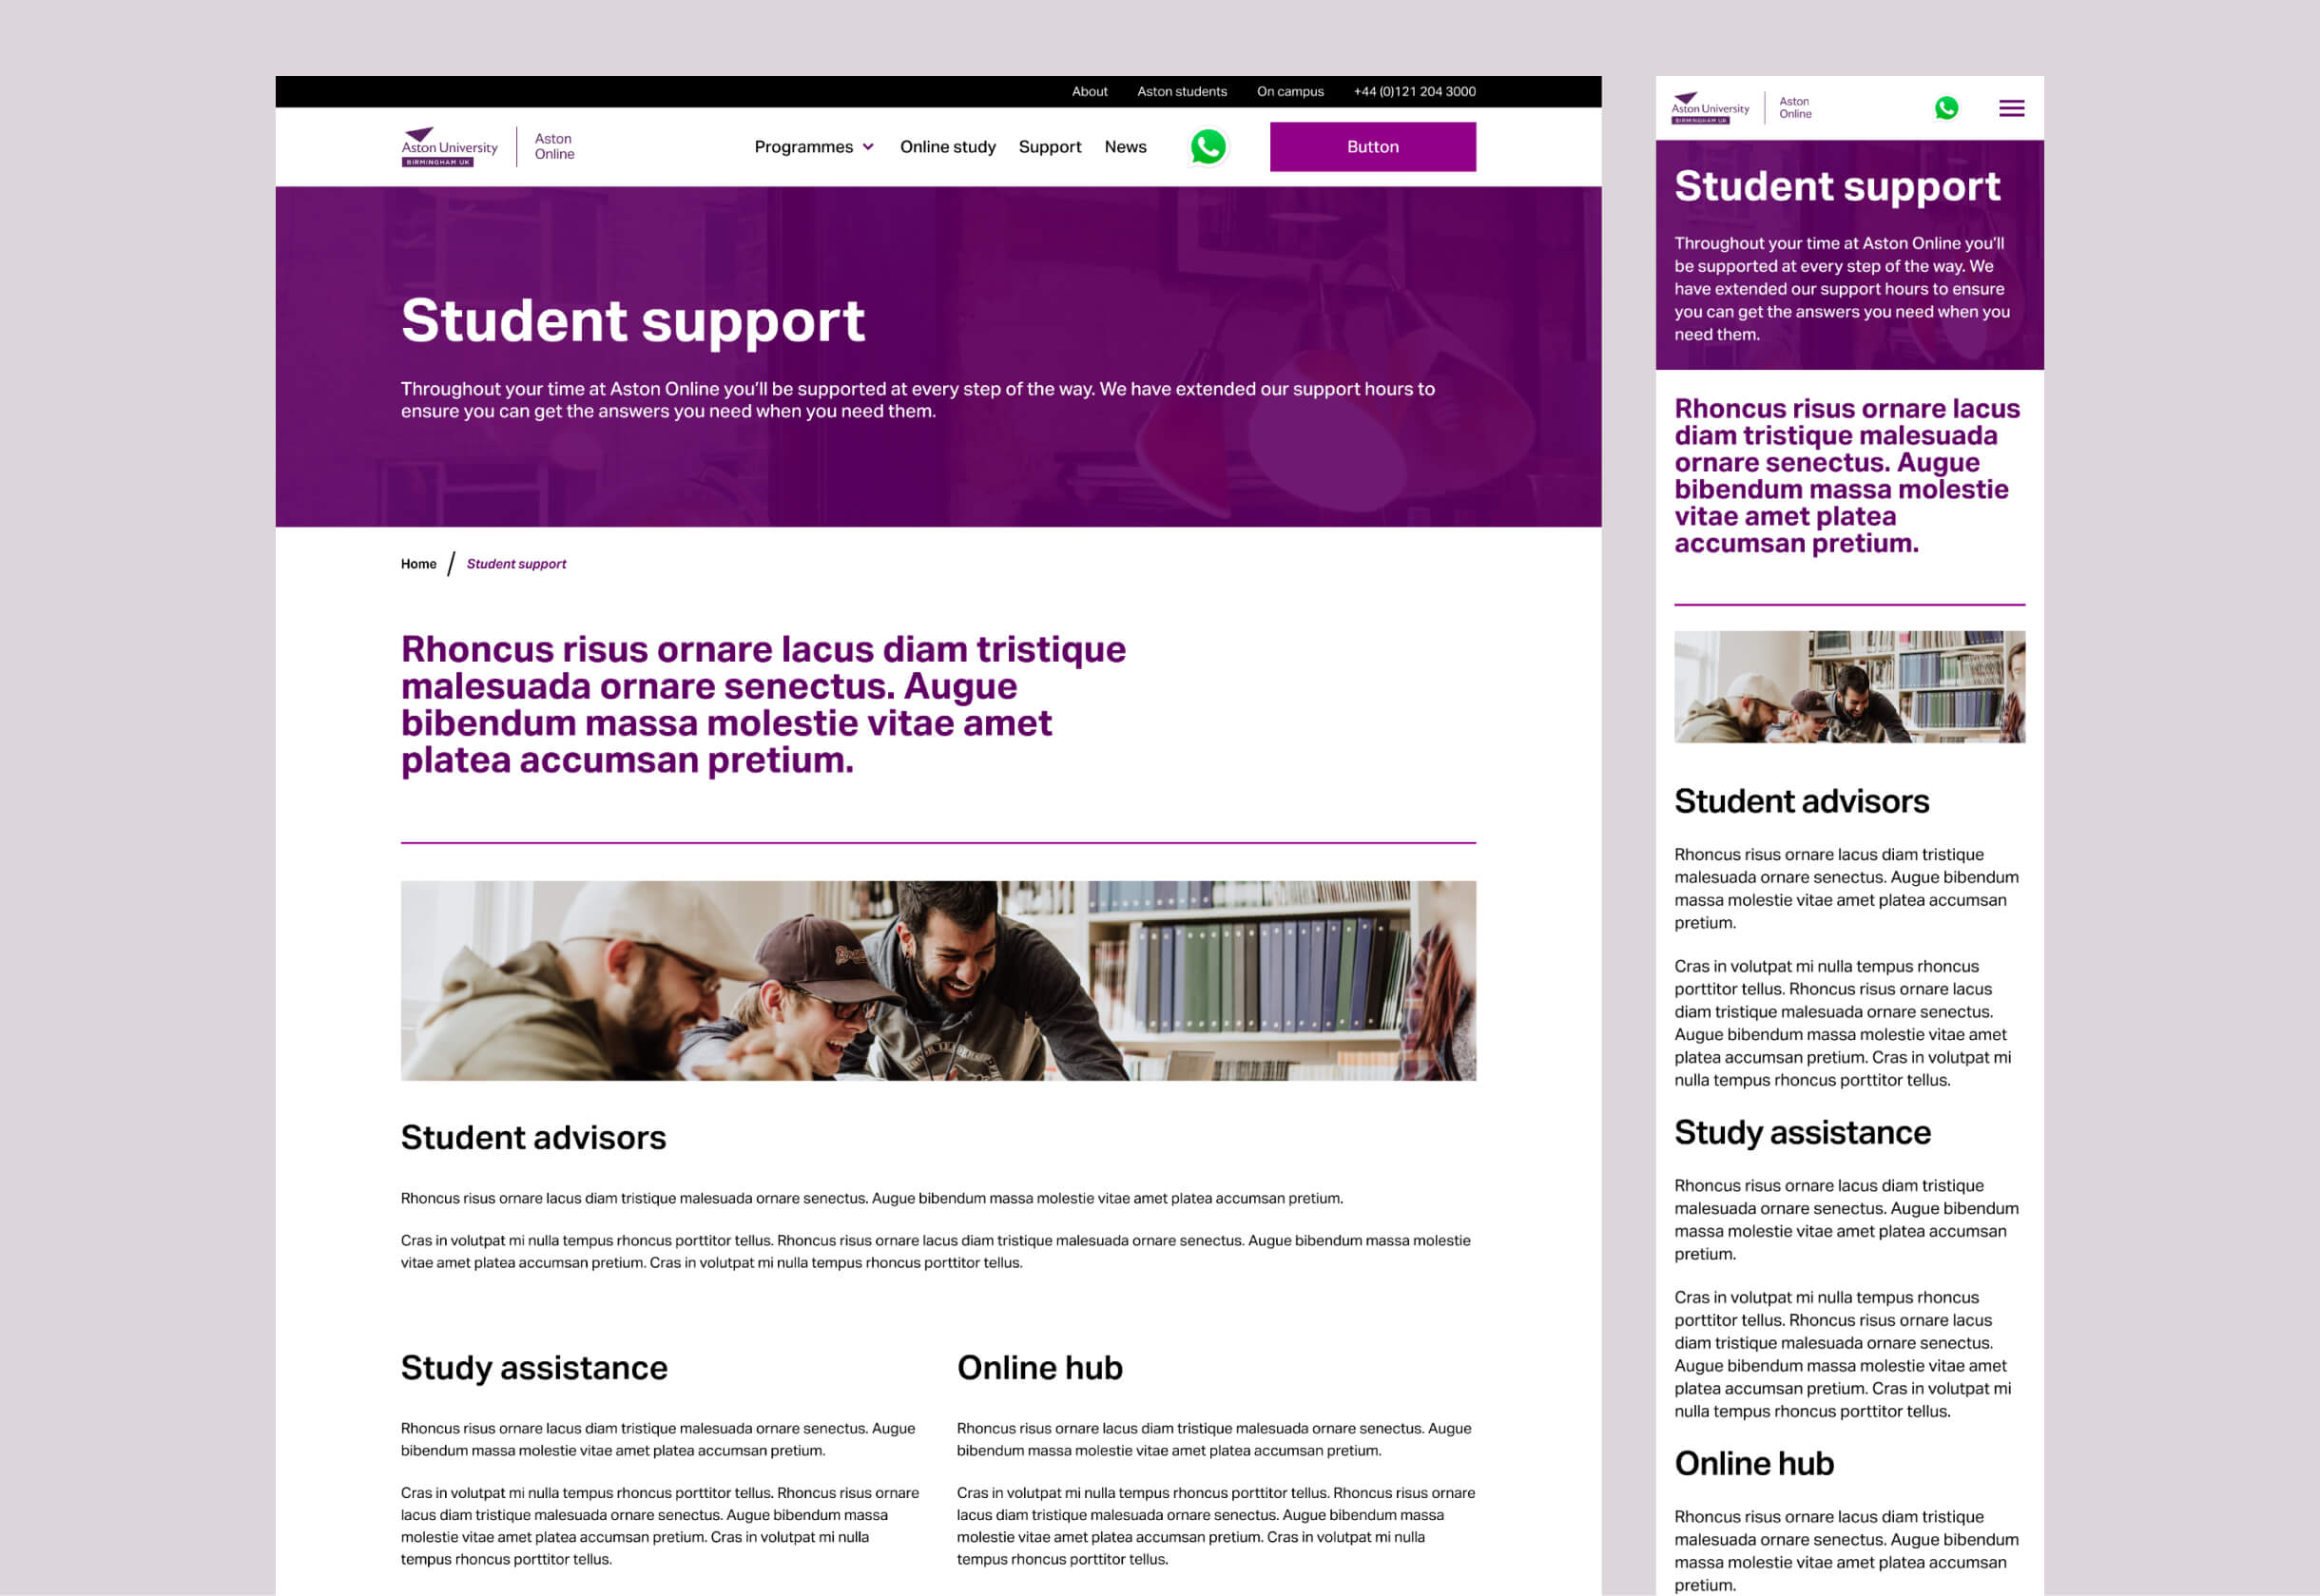 About Aston students On campus +44 (0)121 204 3000
Aston University
BIRMINGHAM UK
Aston
Online
Programmes Online study Support News
Button
Student support
Throughout your time at Aston Online you'll be supported at every step of the way. We have extended our support hours to
ensure you can get the answers you need when you need them.
Home / Student support
Rhoncus risus ornare lacus diam tristique
malesuada ornare senectus. Augue
bibendum massa molestie vitae amet
platea accumsan pretium.
Student advisors
Rhoncus risus ornare lacus diam tristique malesuada ornare senectus. Augue bibendum massa molestie vitae amet platea accumsan pretium.
Cras in volutpat mi nulla tempus rhoncus porttitor tellus. Rhoncus risus ornare lacus diam tristique malesuada ornare senectus. Augue bibendum massa molestie
vitae amet platea accumsan pretium. Cras in volutpat mi nulla tempus rhoncus porttitor tellus.
Study assistance
Rhoncus risus ornare lacus diam tristique malesuada ornare senectus. Augue
bibendum massa molestie vitae amet platea accumsan pretium.
Cras in volutpat mi nulla tempus rhoncus porttitor tellus. Rhoncus risus ornare
lacus diam tristique malesuada ornare senectus. Augue bibendum massa
molestie vitae amet platea accumsan pretium. Cras in volutpat mi nulla
tempus rhoncus porttitor tellus.
Online hub
Rhoncus risus ornare lacus diam tristique malesuada ornare senectus. Augue
bibendum massa molestie vitae amet platea accumsan pretium.
Cras in volutpat mi nulla tempus rhoncus porttitor tellus. Rhoncus risus ornare
lacus diam tristique malesuada ornare senectus. Augue bibendum massa
molestie vitae amet platea accumsan pretium. Cras in volutpat mi nulla
tempus rhoncus porttitor tellus.
Aston University
BIRMINGHAM UK
Aston
Online
Student support
Throughout your time at Aston Online you'll
be supported at every step of the way. We
have extended our support hours to ensure
you can get the answers you need when you
need them.
Rhoncus risus ornare lacus
diam tristique malesuada
ornare senectus. Augue
bibendum massa molestie
vitae amet platea
accumsan pretium.
Student advisors
Rhoncus risus ornare lacus diam tristique
malesuada ornare senectus. Augue bibendum
massa molestie vitae amet platea accumsan
pretium.
Cras in volutpat mi nulla tempus rhoncus
porttitor tellus. Rhoncus risus ornare lacus
diam tristique malesuada ornare senectus.
Augue bibendum massa molestie vitae amet
platea accumsan pretium. Cras in volutpat mi
nulla tempus rhoncus porttitor tellus.
Study assistance
Rhoncus risus ornare lacus diam tristique
malesuada ornare senectus. Augue bibendum
massa molestie vitae amet platea accumsan
pretium.
Cras in volutpat mi nulla tempus rhoncus
porttitor tellus. Rhoncus risus ornare lacus
diam tristique malesuada ornare senectus.
Augue bibendum massa molestie vitae amet
platea accumsan pretium. Cras in volutpat mi
nulla tempus rhoncus porttitor tellus.
Online hub
Rhoncus risus ornare lacus diam tristique
malesuada ornare senectus. Augue bibendum
massa molestie vitae amet platea accumsan
pretium.